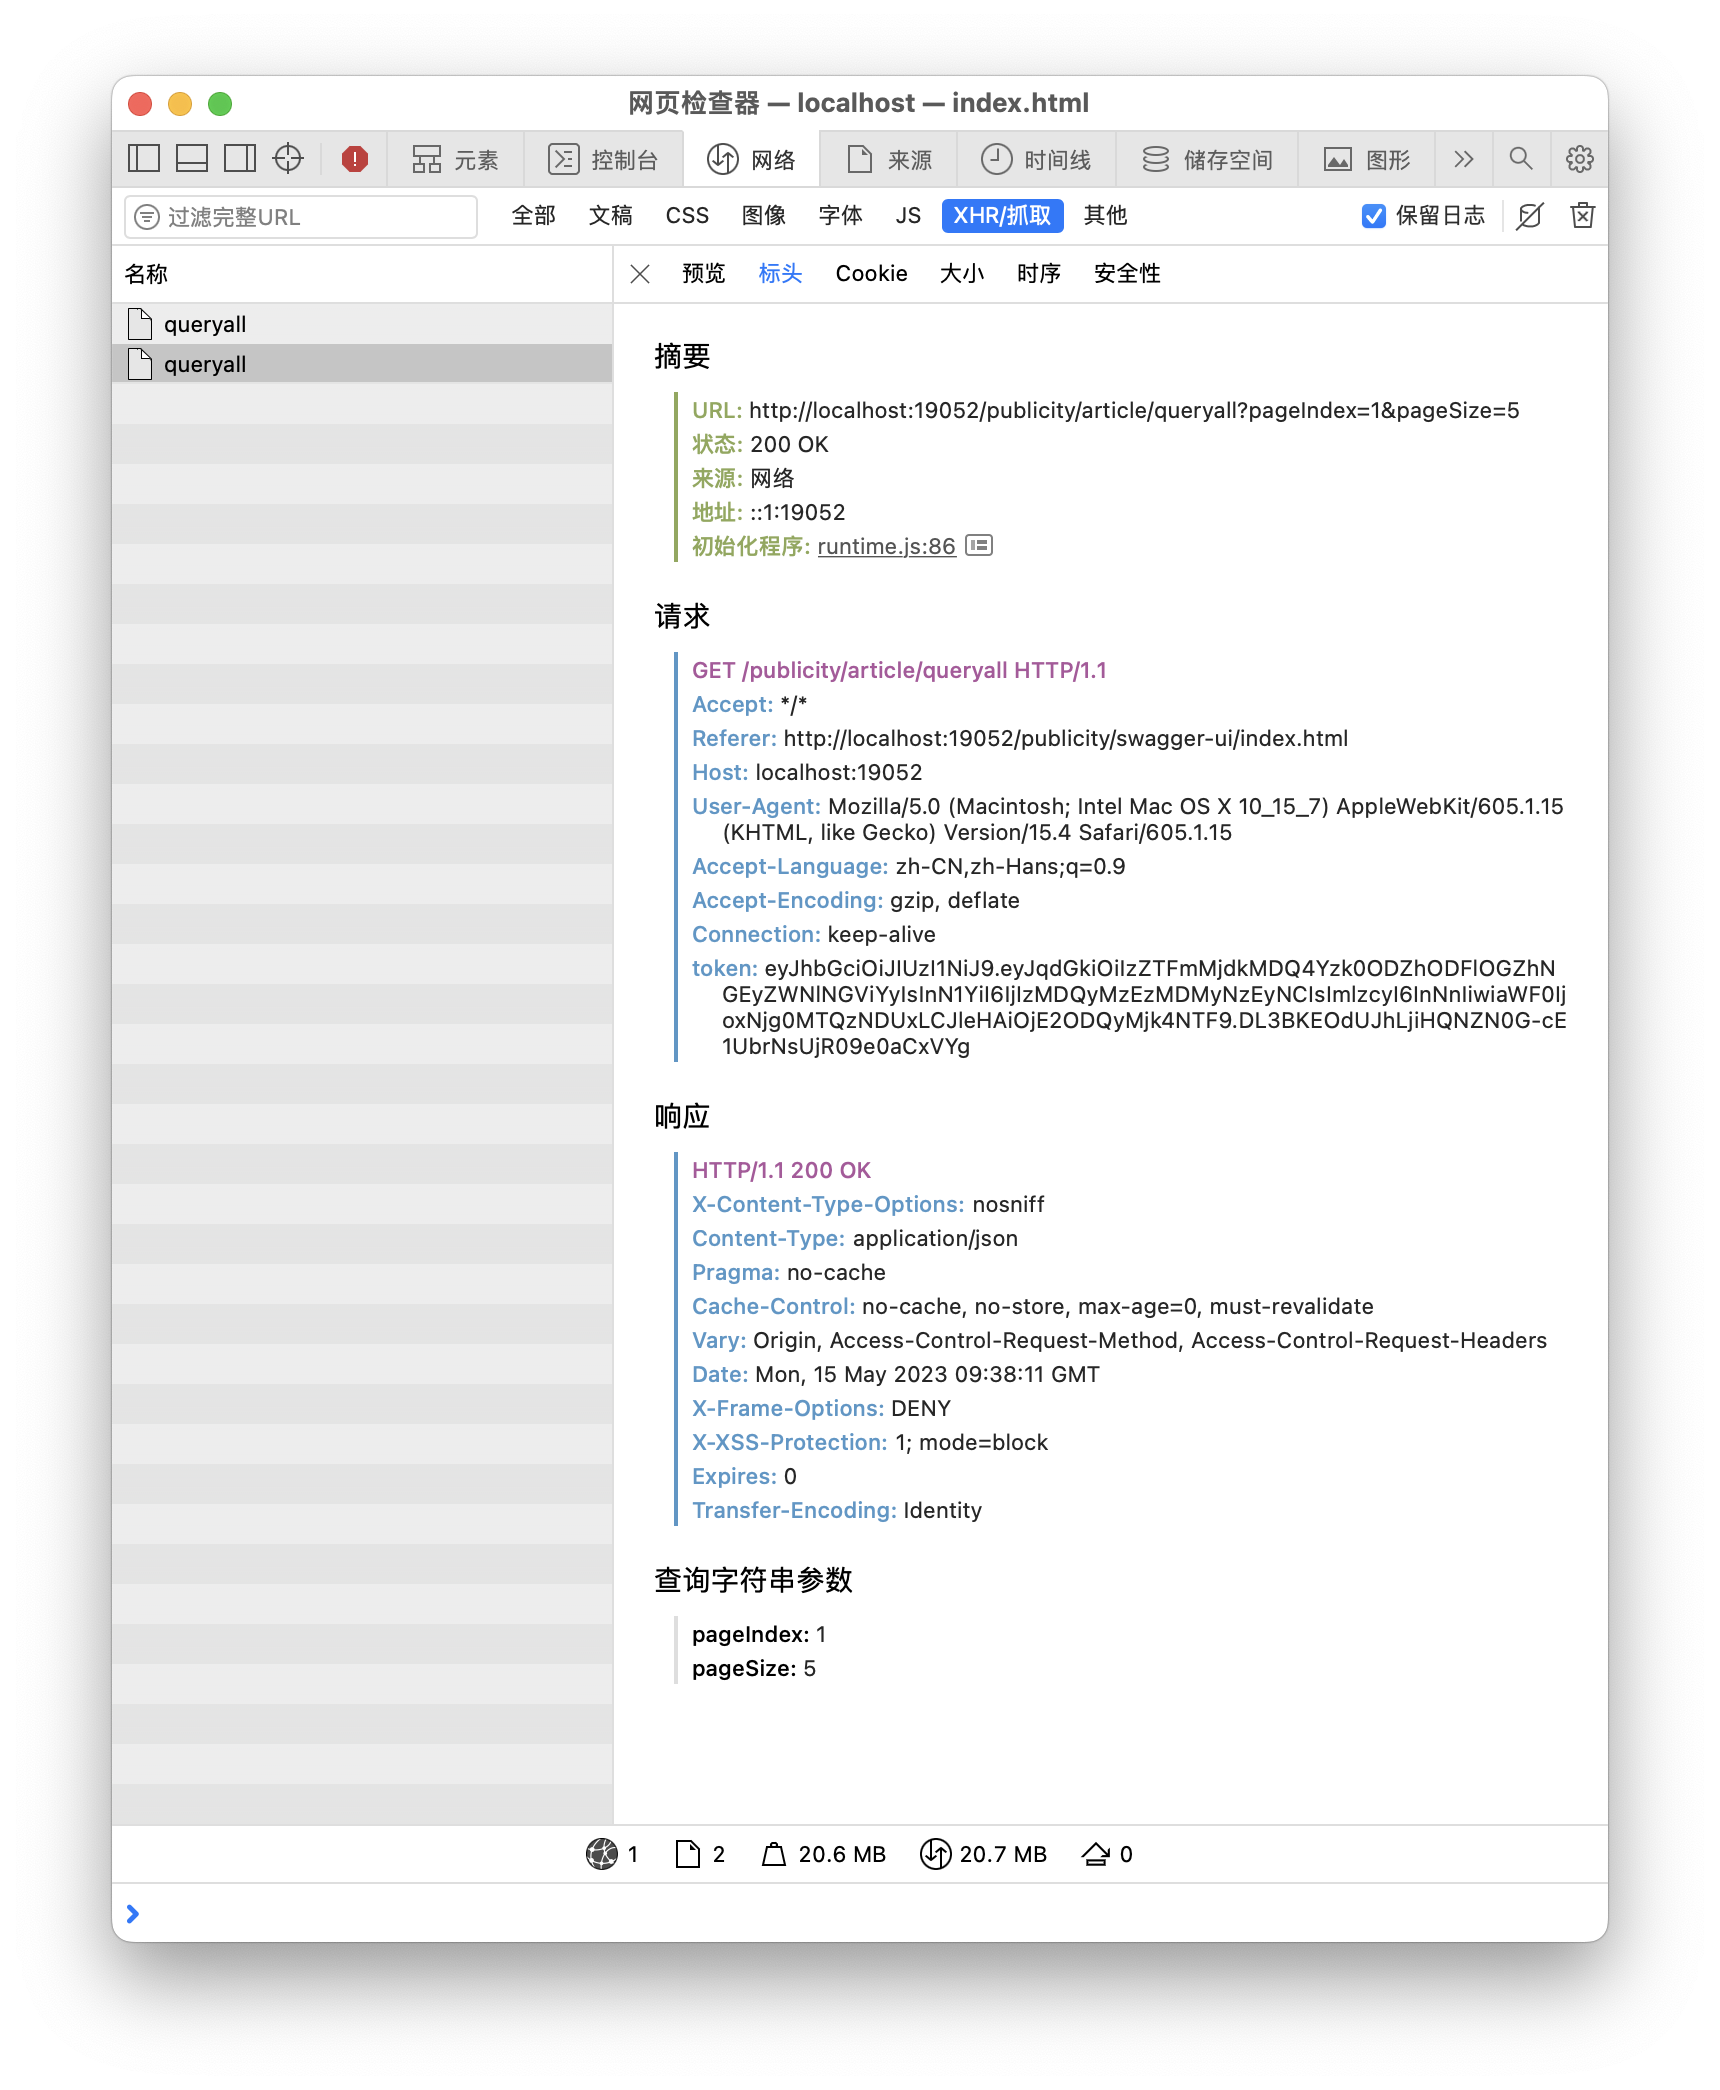 网页检查器 — localhost — index.html
元素 控制台 网络 来源 时间线 储存空间 图形
过滤完整URL 全部 文稿 CSS 图像 字体 JS XHR/抓取 其他 保留日志
名称 预览 标头 Cookie 大小 时序 安全性
queryall
queryall
摘要
URL: http://localhost:19052/publicity/article/queryall?pageIndex=1&pageSize=5
状态: 200 OK
来源: 网络
地址: ::1:19052
初始化程序: runtime.js:86
请求
GET /publicity/article/queryall HTTP/1.1
Accept: */*
Referer: http://localhost:19052/publicity/swagger-ui/index.html
Host: localhost:19052
User-Agent: Mozilla/5.0 (Macintosh; Intel Mac OS X 10_15_7) AppleWebKit/605.1.15
(KHTML, like Gecko) Version/15.4 Safari/605.1.15
Accept-Language: zh-CN,zh-Hans;q=0.9
Accept-Encoding: gzip, deflate
Connection: keep-alive
token: eyJhbGciOiJIUzI1NiJ9.eyJqdGkiOiIzZTFmMjdkMDQ4Yzk0ODZhODFlOGZhN
GEyZWNlNGViYyIsInN1YiI6IjIzMDQyMzEzMDMyNzEyNCIsImlzcyI6InNnIiwiaWF0Ij
oxNjg0MTQzNDUxLCJleHAiOjE2ODQyMjk4NTF9.DL3BKEOdUJhLjiHQNZN0G-cE
1UbrNsUjR09e0aCxVYg
响应
HTTP/1.1 200 OK
X-Content-Type-Options: nosniff
Content-Type: application/json
Pragma: no-cache
Cache-Control: no-cache, no-store, max-age=0, must-revalidate
Vary: Origin, Access-Control-Request-Method, Access-Control-Request-Headers
Date: Mon, 15 May 2023 09:38:11 GMT
X-Frame-Options: DENY
X-XSS-Protection: 1; mode=block
Expires: 0
Transfer-Encoding: Identity
查询字符串参数
pageIndex: 1
pageSize: 5
1 2 20.6 MB 20.7 MB 0